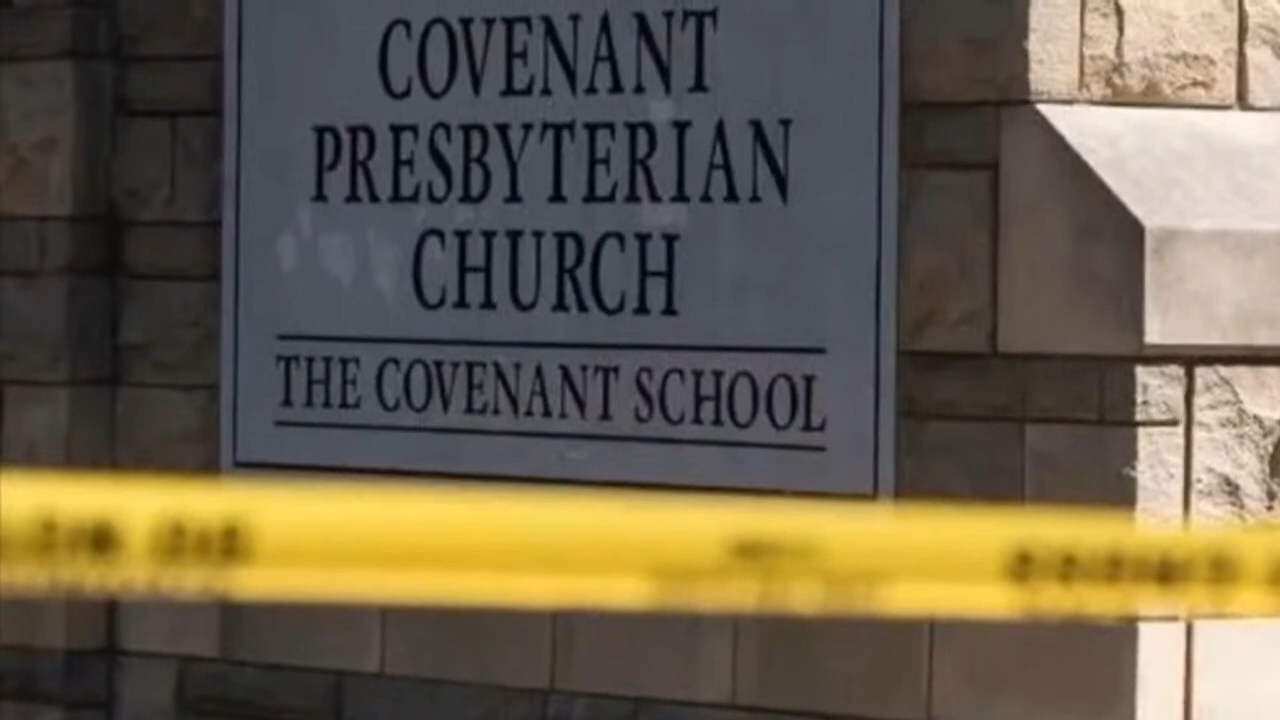 COVENANT
PRESBYTERIAN
CHURCH
THE COVENANT SCHOOL